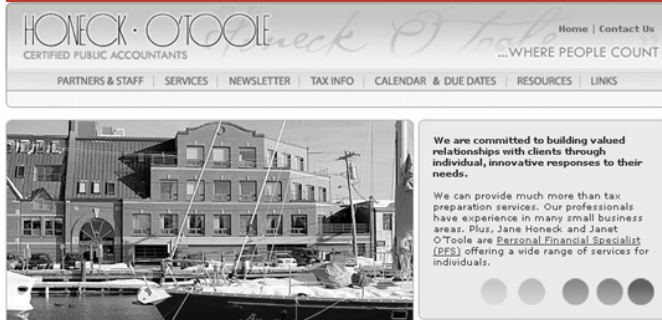 HONECK · O'TOOLE
CERTIFIED PUBLIC ACCOUNTANTS
Honeck O'Toole
Home | Contact Us
...WHERE PEOPLE COUNT
PARTNERS & STAFF | SERVICES | NEWSLETTER | TAX INFO | CALENDAR & DUE DATES | RESOURCES | LINKS
We are committed to building valued
relationships with clients through
individual, innovative responses to their
needs.
We can provide much more than tax
preparation services. Our professionals
have experience in many small business
areas. Plus, Jane Honeck and Janet
O'Toole are Personal Financial Specialist
(PFS) offering a wide range of services for
individuals.